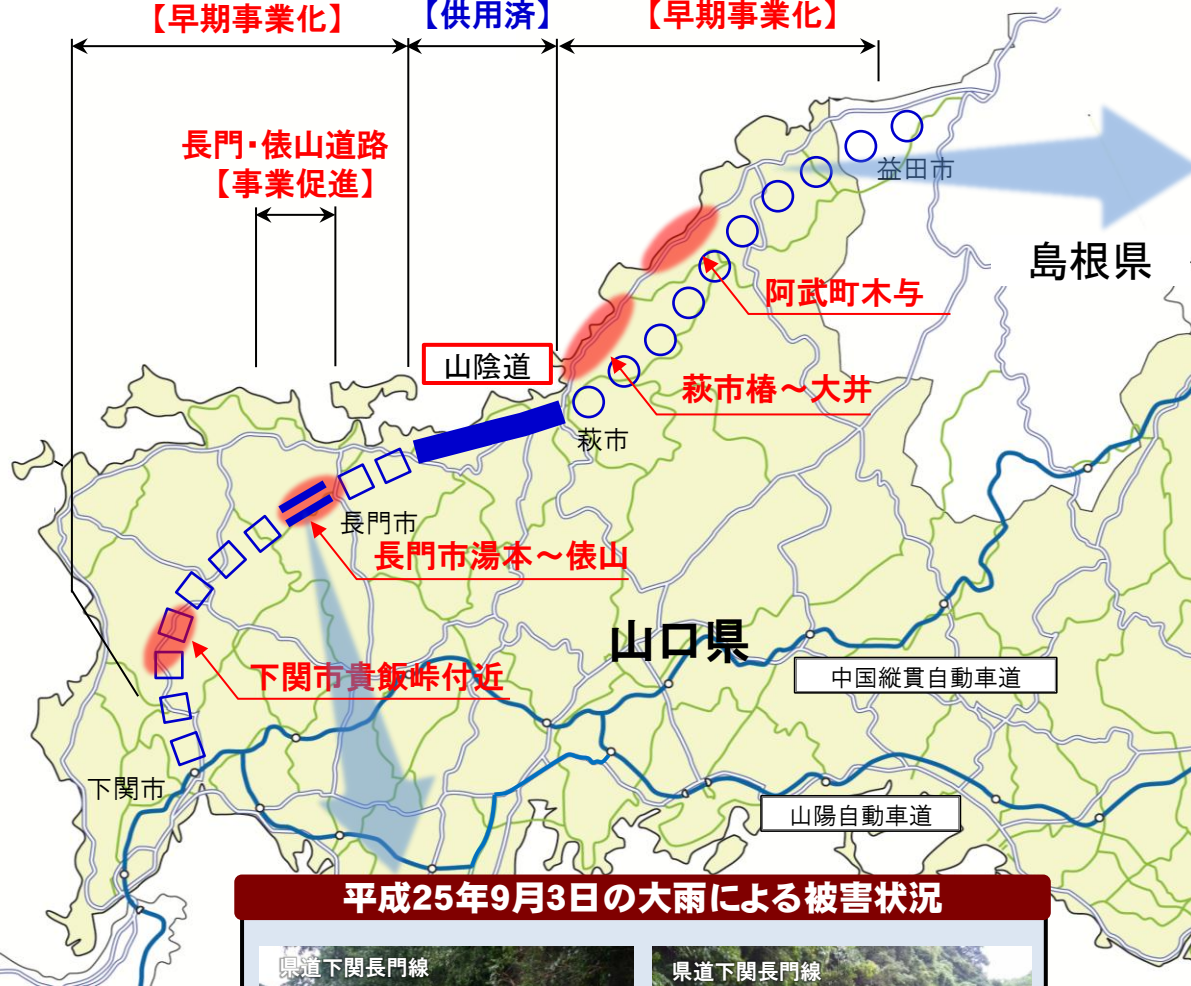 【早期事業化】
【供用済】
【早期事業化】
長門・俵山道路
【事業促進】
益田市
島根県
阿武町木与
山陰道
萩市椿～大井
萩市
長門市
長門市湯本～俵山
山口県
下関市貴飯峠付近
中国縦貫自動車道
下関市
山陽自動車道
平成25年9月3日の大雨による被害状況
県道下関長門線
県道下関長門線